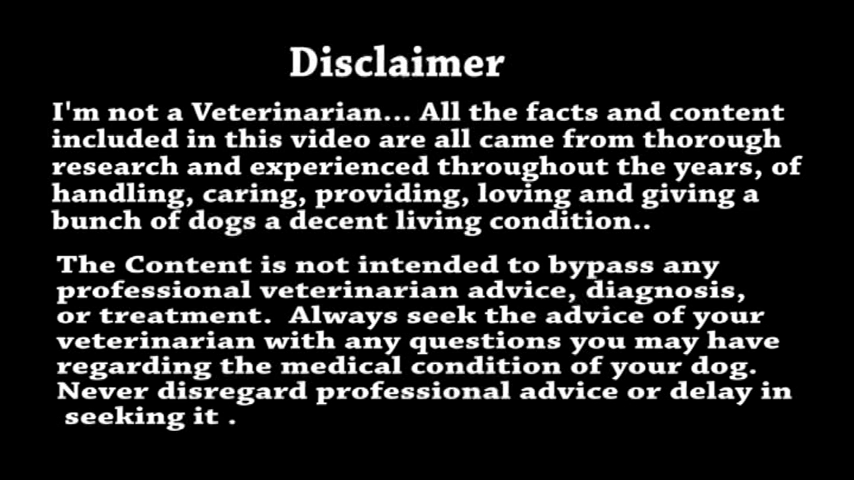 Disclaimer
I'm not a Veterinarian... All the facts and content
included in this video are all came from thorough
research and experienced throughout the years, of
handling, caring, providing, loving and giving a
bunch of dogs a decent living condition..
The Content is not intended to bypass any
professional veterinarian advice, diagnosis,
or treatment. Always seek the advice of your
veterinarian with any questions you may have
regarding the medical condition of your dog.
Never disregard professional advice or delay in
seeking it .